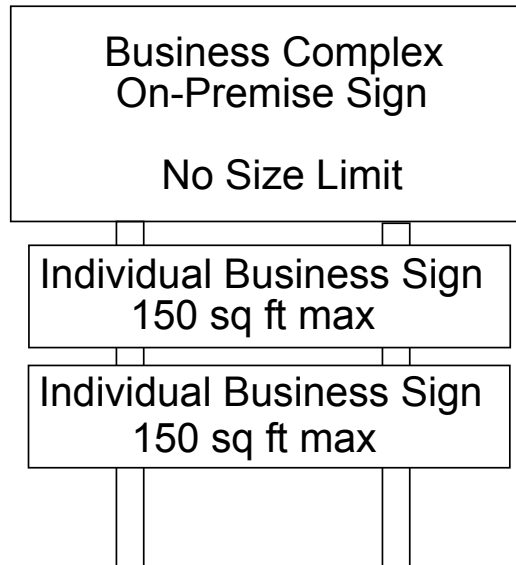 Business Complex
On-Premise Sign
No Size Limit
Individual Business Sign
150 sq ft max
Individual Business Sign
150 sq ft max